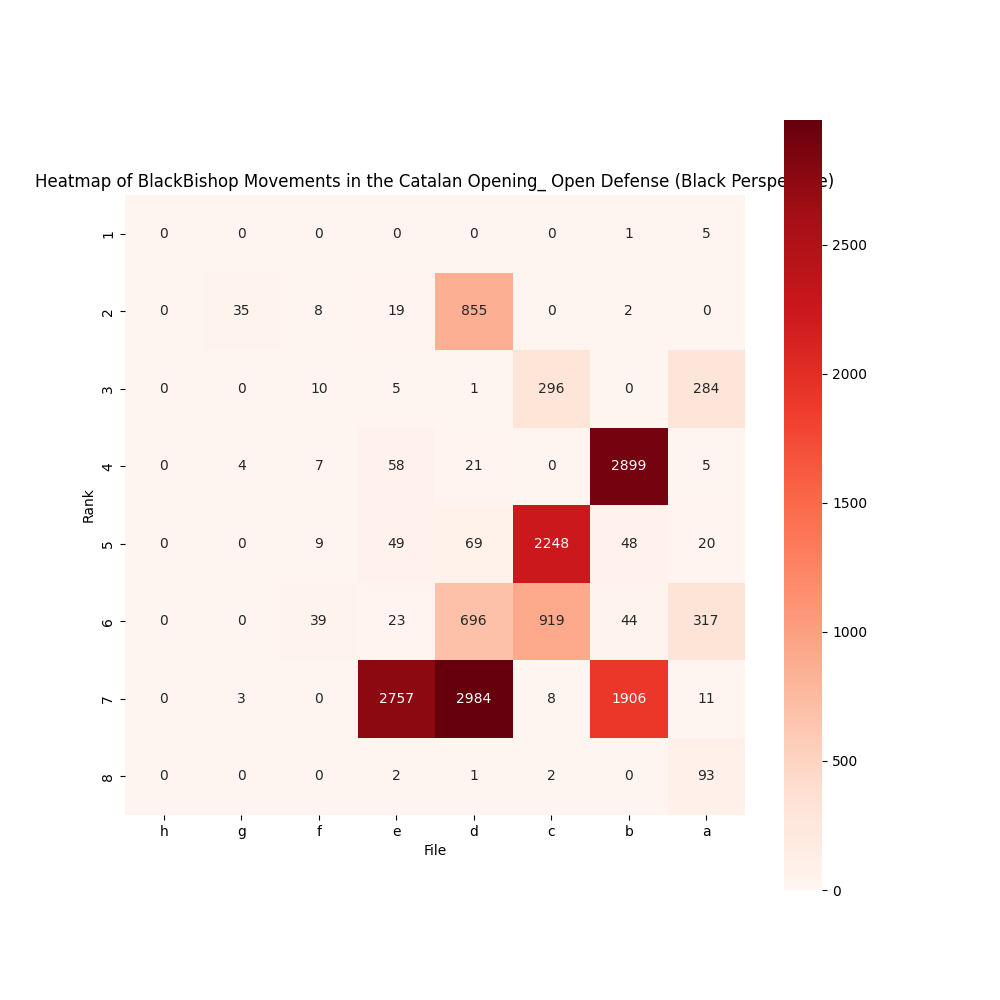 Heatmap of BlackBishop Movements in the Catalan Opening_ Open Defense (Black
1 0 0 0 0 0 0 1 5
2 0 35 8 19 855 0 2 0
3 0 0 10 5 1 296 0 284
4 0 4 7 58 21 0 2899 5
5 0 0 9 49 69 2248 48 20
6 0 0 39 23 696 919 44 317
7 0 3 0 2757 2984 8 1906 11
8 0 0 0 2 1 2 0 93
h g f e d c b a
File
Rank
2500
2000
1500
1000
500
0